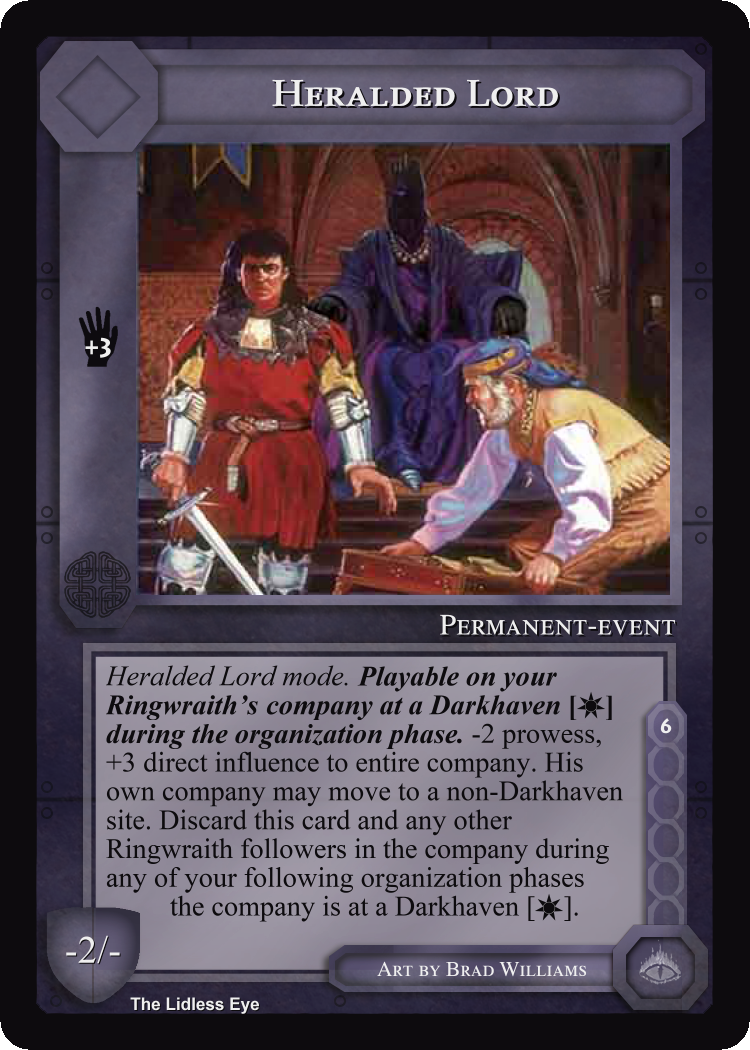 Heralded Lord
+3
Permanent-event
Heralded Lord mode. Playable on your
Ringwraith's company at a Darkhaven [☀]
during the organization phase. -2 prowess,
+3 direct influence to entire company. His
own company may move to a non-Darkhaven
site. Discard this card and any other
Ringwraith followers in the company during
any of your following organization phases
the company is at a Darkhaven [☀].
6
-2/-
Art by Brad Williams
The Lidless Eye